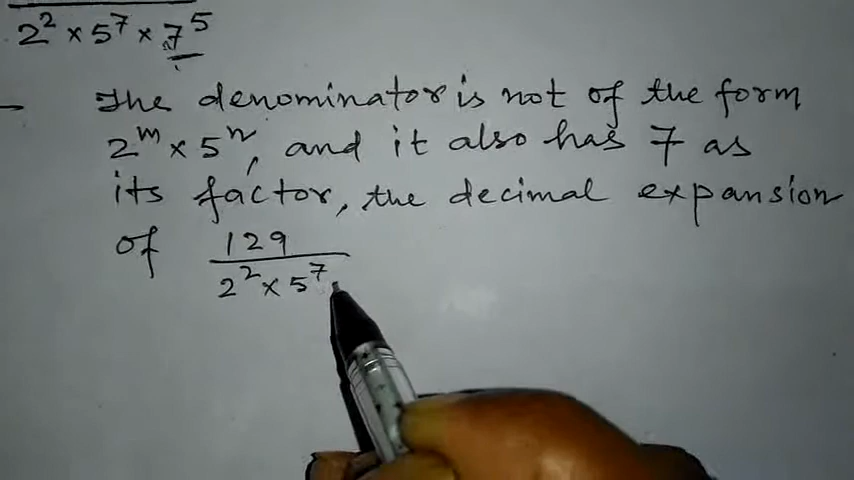 2² × 5⁷ × 7⁵
The denominator is not of the form
2ᵐ × 5ⁿ, and it also has 7 as
its factor, the decimal expansion
of 129
2² × 5⁷